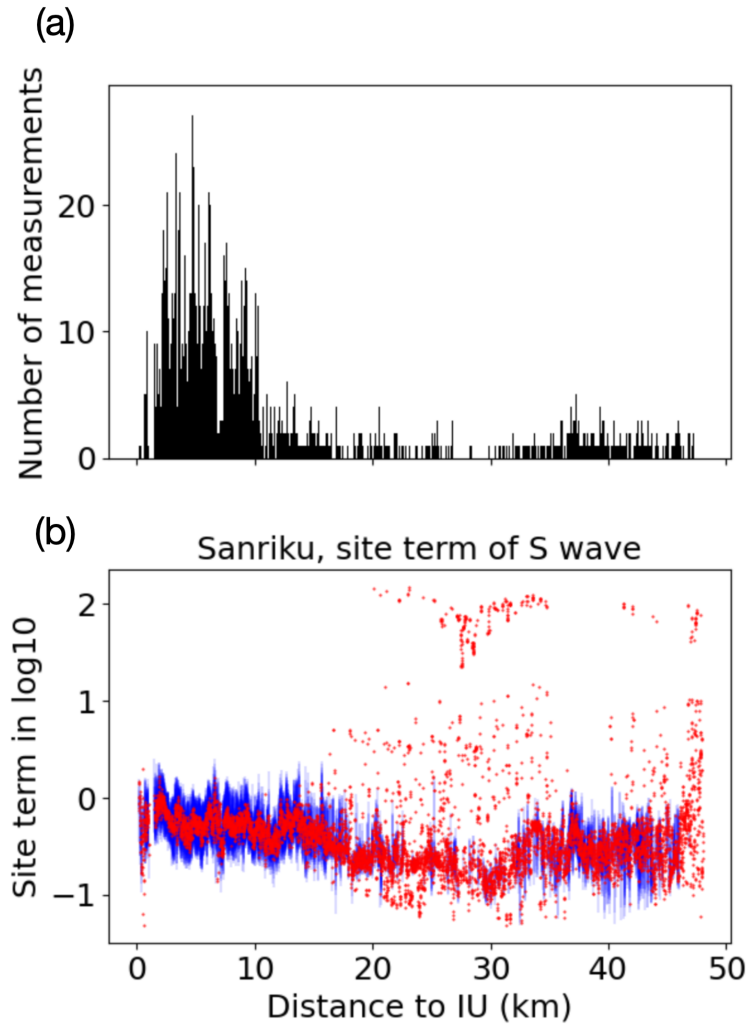 (a)
Number of measurements
20
10
0
(b)
Sanriku, site term of S wave
Site term in log10
2
1
0
−1
0 10 20 30 40 50
Distance to IU (km)